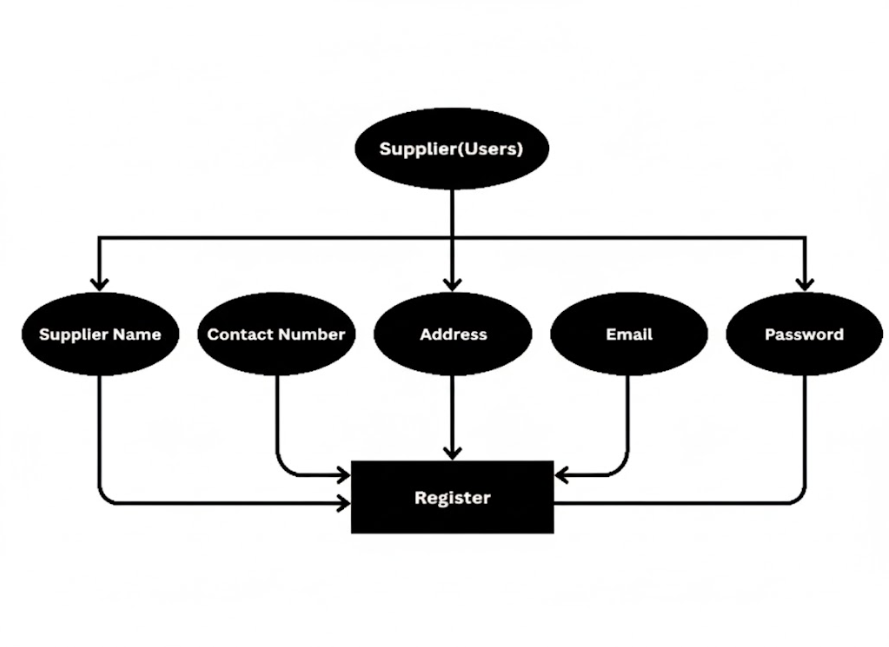 Supplier(Users)
Supplier Name
Contact Number
Address
Email
Password
Register